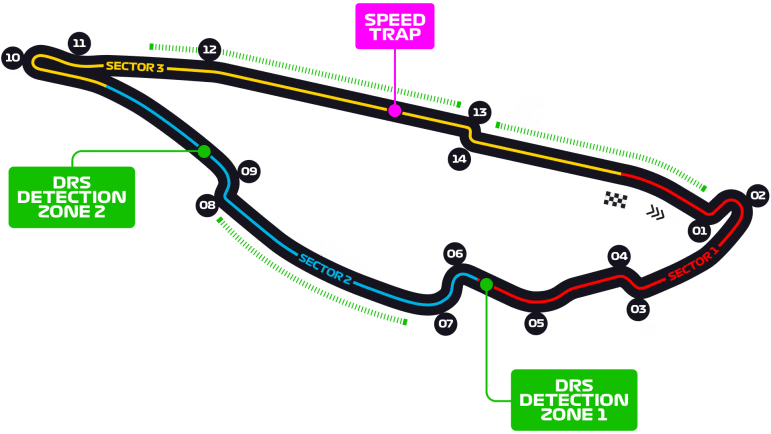 SPEED
TRAP
11
12
10
SECTOR 3
13
14
DRS
DETECTION
ZONE 2
09
08
02
01
06
04
SECTOR 1
SECTOR 2
03
07
05
DRS
DETECTION
ZONE 1